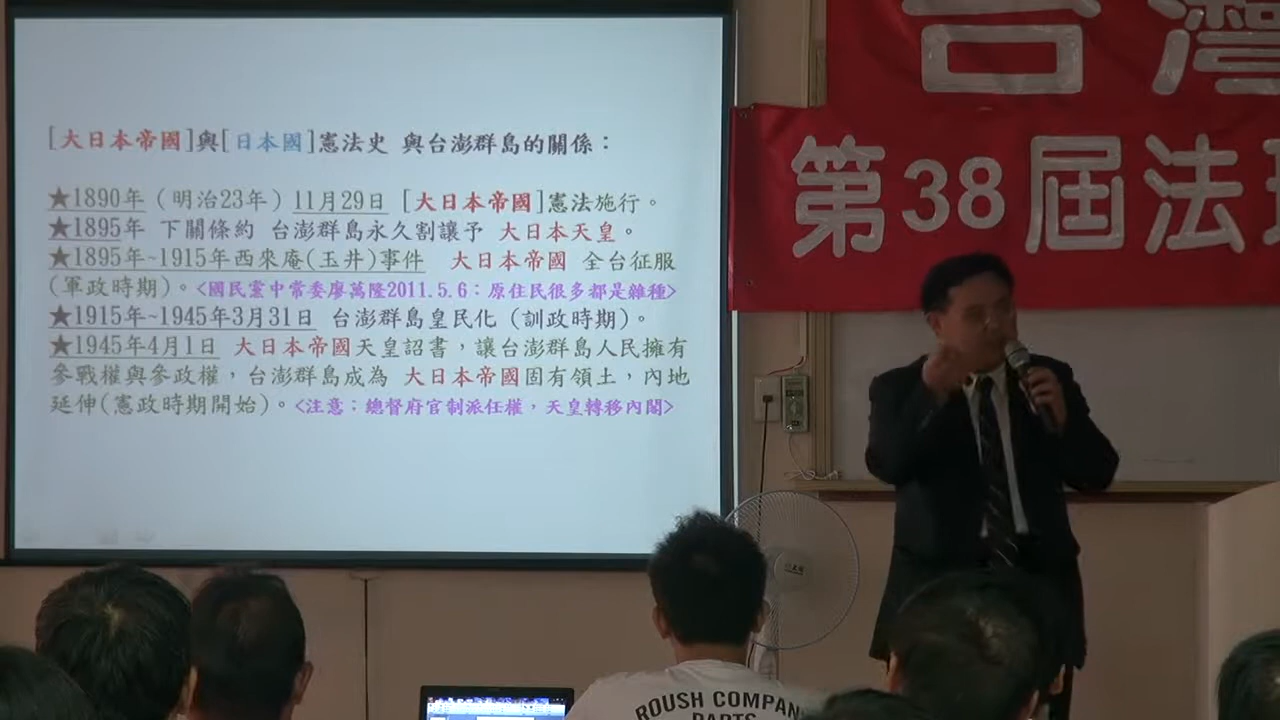 [大日本帝國]與[日本國]憲法史 與台澎群島的關係：
★1890年（明治23年）11月29日 [大日本帝國]憲法施行。
★1895年 下關條約 台澎群島永久割讓予 大日本天皇。
★1895年~1915年西來庵(玉井)事件 大日本帝國 全台征服
(軍政時期)。<國民黨中常委廖萬隆2011.5.6：原住民很多都是雜種>
★1915年~1945年3月31日 台澎群島皇民化（訓政時期)。
★1945年4月1日 大日本帝國天皇詔書，讓台澎群島人民擁有
參戰權與參政權，台澎群島成為 大日本帝國固有領土，內地
延伸(憲政時期開始)。<注意：總督府官制派任權，天皇轉移內閣>
台灣
第38屆法
ROUSH COMPAN
PARTS